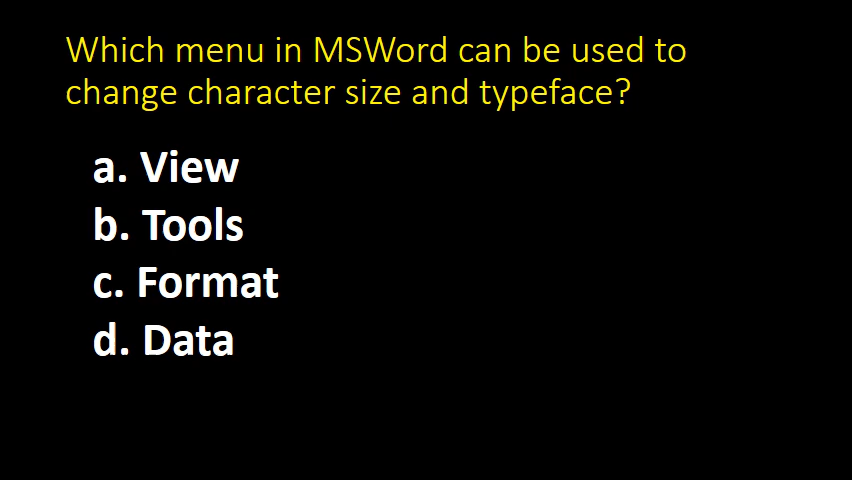 Which menu in MSWord can be used to
change character size and typeface?
a. View
b. Tools
c. Format
d. Data